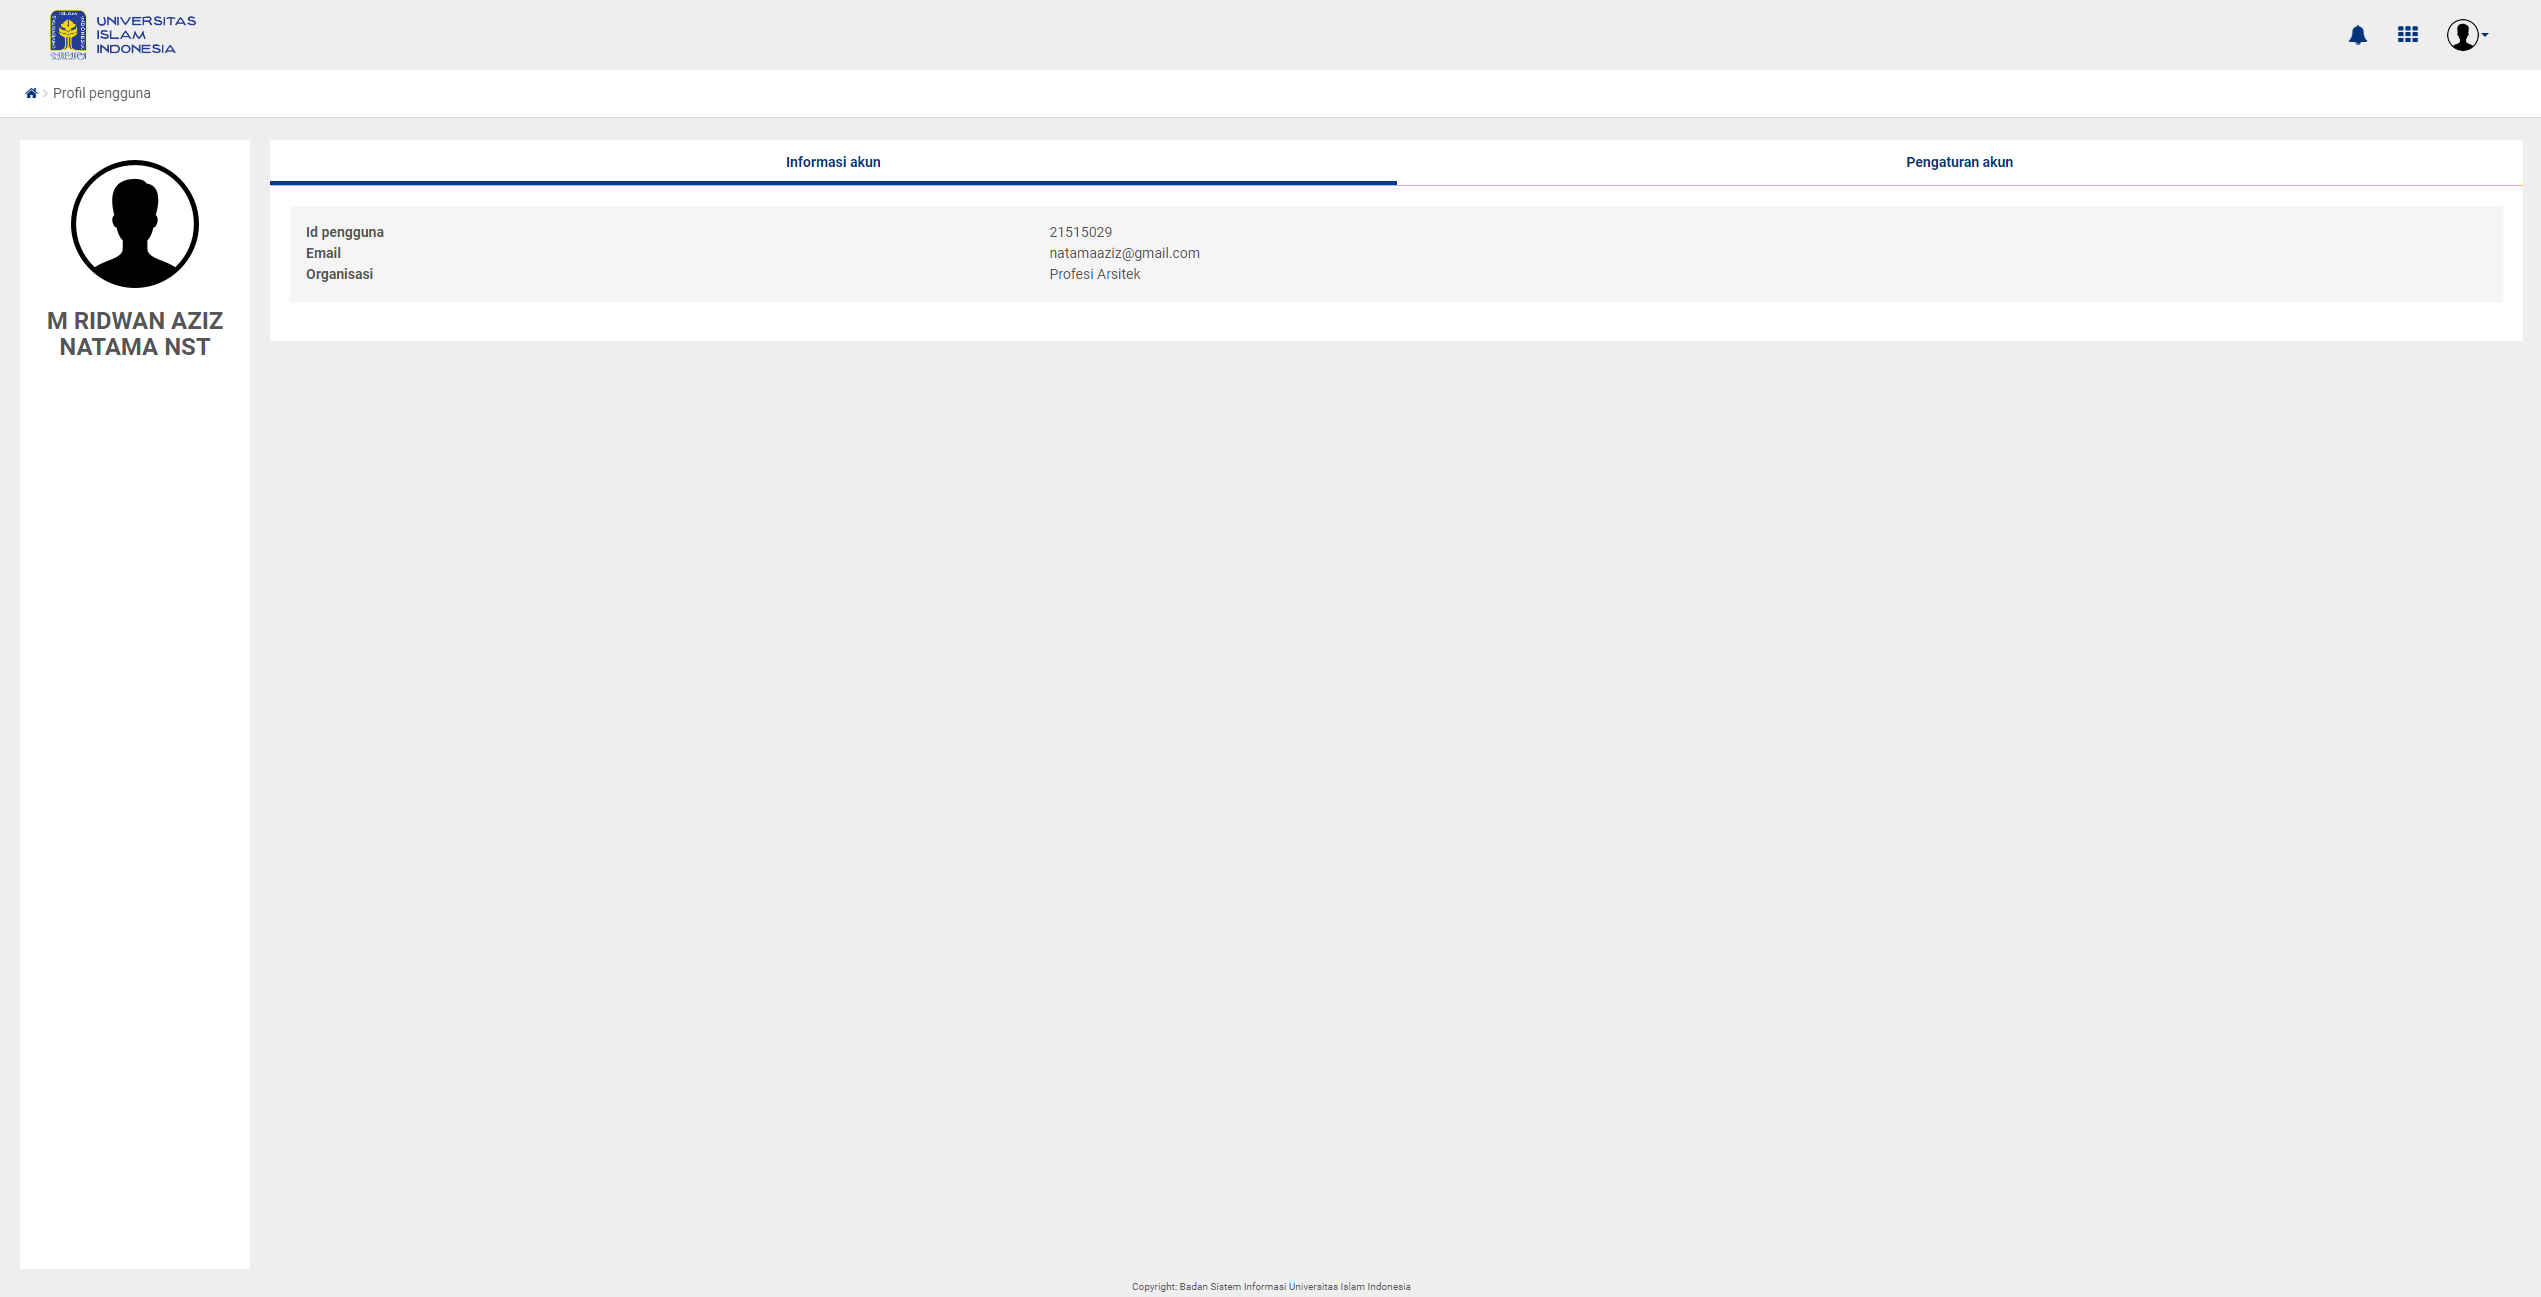 UNIVERSITAS
ISLAM
INDONESIA
Profil pengguna
M RIDWAN AZIZ
NATAMA NST
Informasi akun
Pengaturan akun
Id pengguna 21515029
Email natamaaziz@gmail.com
Organisasi Profesi Arsitek
Copyright: Badan Sistem Informasi Universitas Islam Indonesia